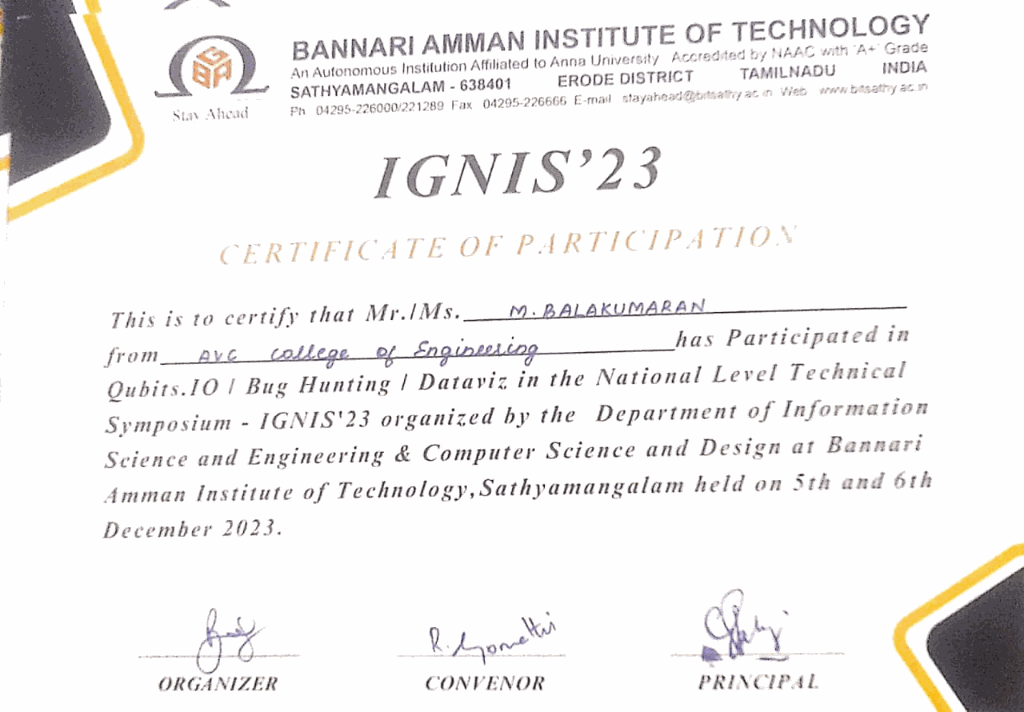 BANNARI AMMAN INSTITUTE OF TECHNOLOGY
An Autonomous Institution Affiliated to Anna University Accredited by NAAC with 'A+' Grade
SATHYAMANGALAM - 638401 ERODE DISTRICT TAMILNADU INDIA
Ph 04295-226000/221289 Fax 04295-226666 E-mail stayahead@bitsathy.ac.in Web www.bitsathy.ac.in
BA
Stay Ahead
IGNIS'23
CERTIFICATE OF PARTICIPATION
This is to certify that Mr./Ms. M. BALAKUMARAN
from AVC College of Engineering has Participated in
Qubits.IO / Bug Hunting / Dataviz in the National Level Technical
Symposium - IGNIS'23 organized by the Department of Information
Science and Engineering & Computer Science and Design at Bannari
Amman Institute of Technology,Sathyamangalam held on 5th and 6th
December 2023.
R. Gomathi
ORGANIZER CONVENOR PRINCIPAL